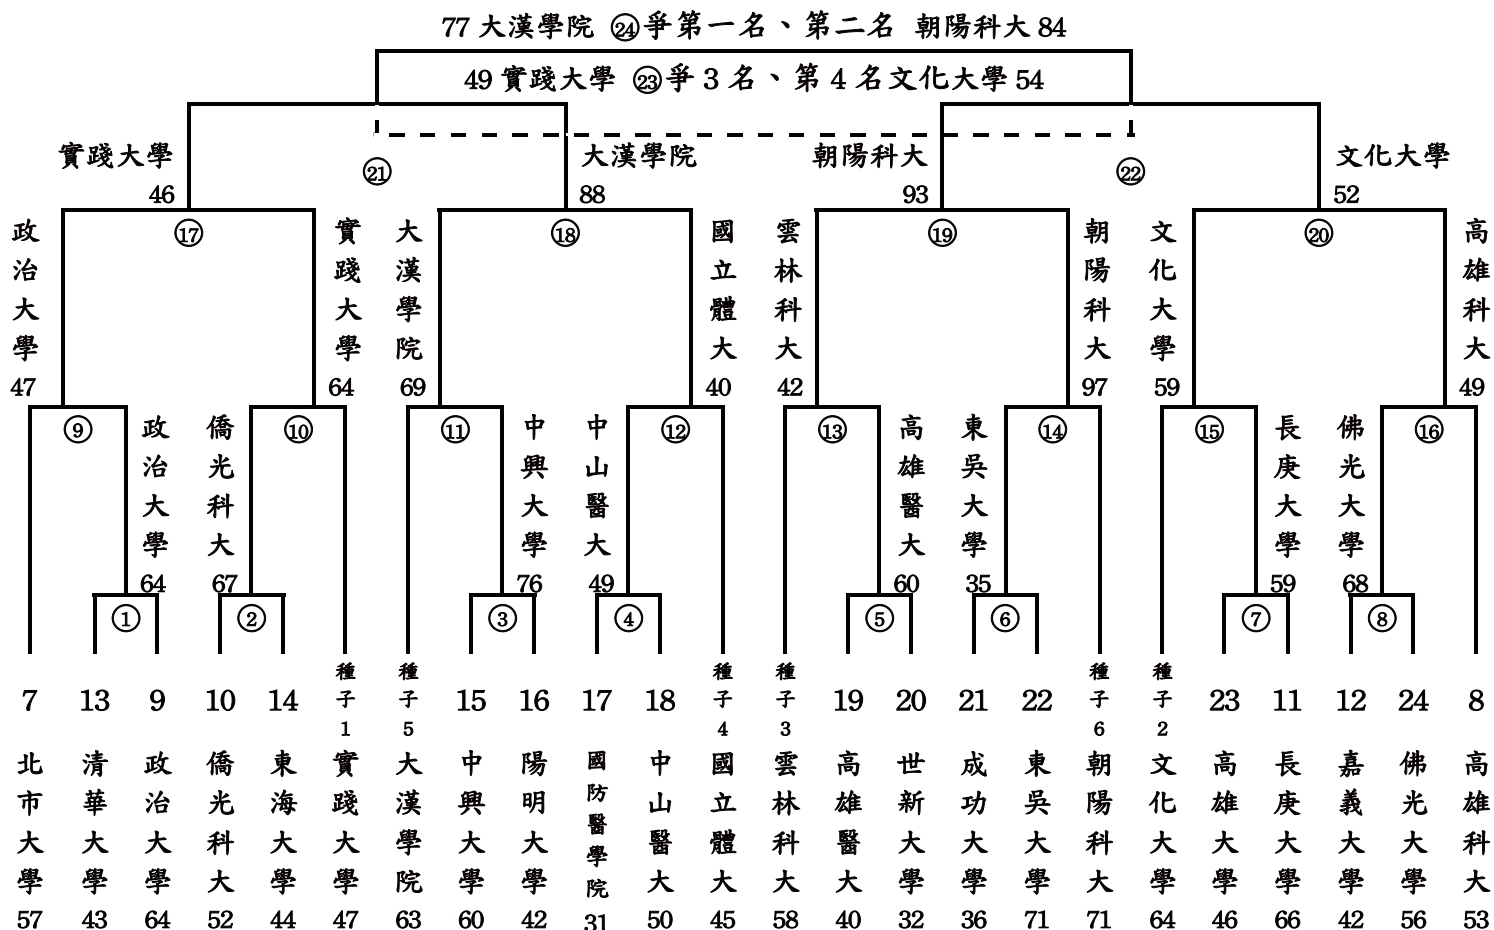 77 大漢學院 ㉔爭第一名、第二名 朝陽科大 84
49 實踐大學 ㉓爭 3 名、第 4 名文化大學 54
實踐大學
46
㉑
大漢學院
88
朝陽科大
93
㉒
文化大學
52
政治大學
47
⑰
實踐大學
64
大漢學院
69
⑱
國立體大
40
雲林科大
42
⑲
朝陽科大
97
文化大學
59
⑳
高雄科大
49
⑨
政治大學
64
僑光科大
67
⑩
⑪
中興大學
76
中山醫大
49
⑫
⑬
高雄醫大
60
東吳大學
35
⑭
⑮
長庚大學
59
佛光大學
68
⑯
① ② ③ ④ ⑤ ⑥ ⑦ ⑧
7
北市大學
57
13
清華大學
43
9
政治大學
64
10
僑光科大
52
14
東海大學
44
種子1
實踐大學
47
種子5
大漢學院
63
15
中興大學
60
16
陽明大學
42
17
國防醫學院
31
18
中山醫大
50
種子4
國立體大
45
種子3
雲林科大
58
19
高雄醫大
40
20
世新大學
32
21
成功大學
36
22
東吳大學
71
種子6
朝陽科大
71
種子2
文化大學
64
23
高雄大學
46
11
長庚大學
66
12
嘉義大學
42
24
佛光大學
56
8
高雄科大
53